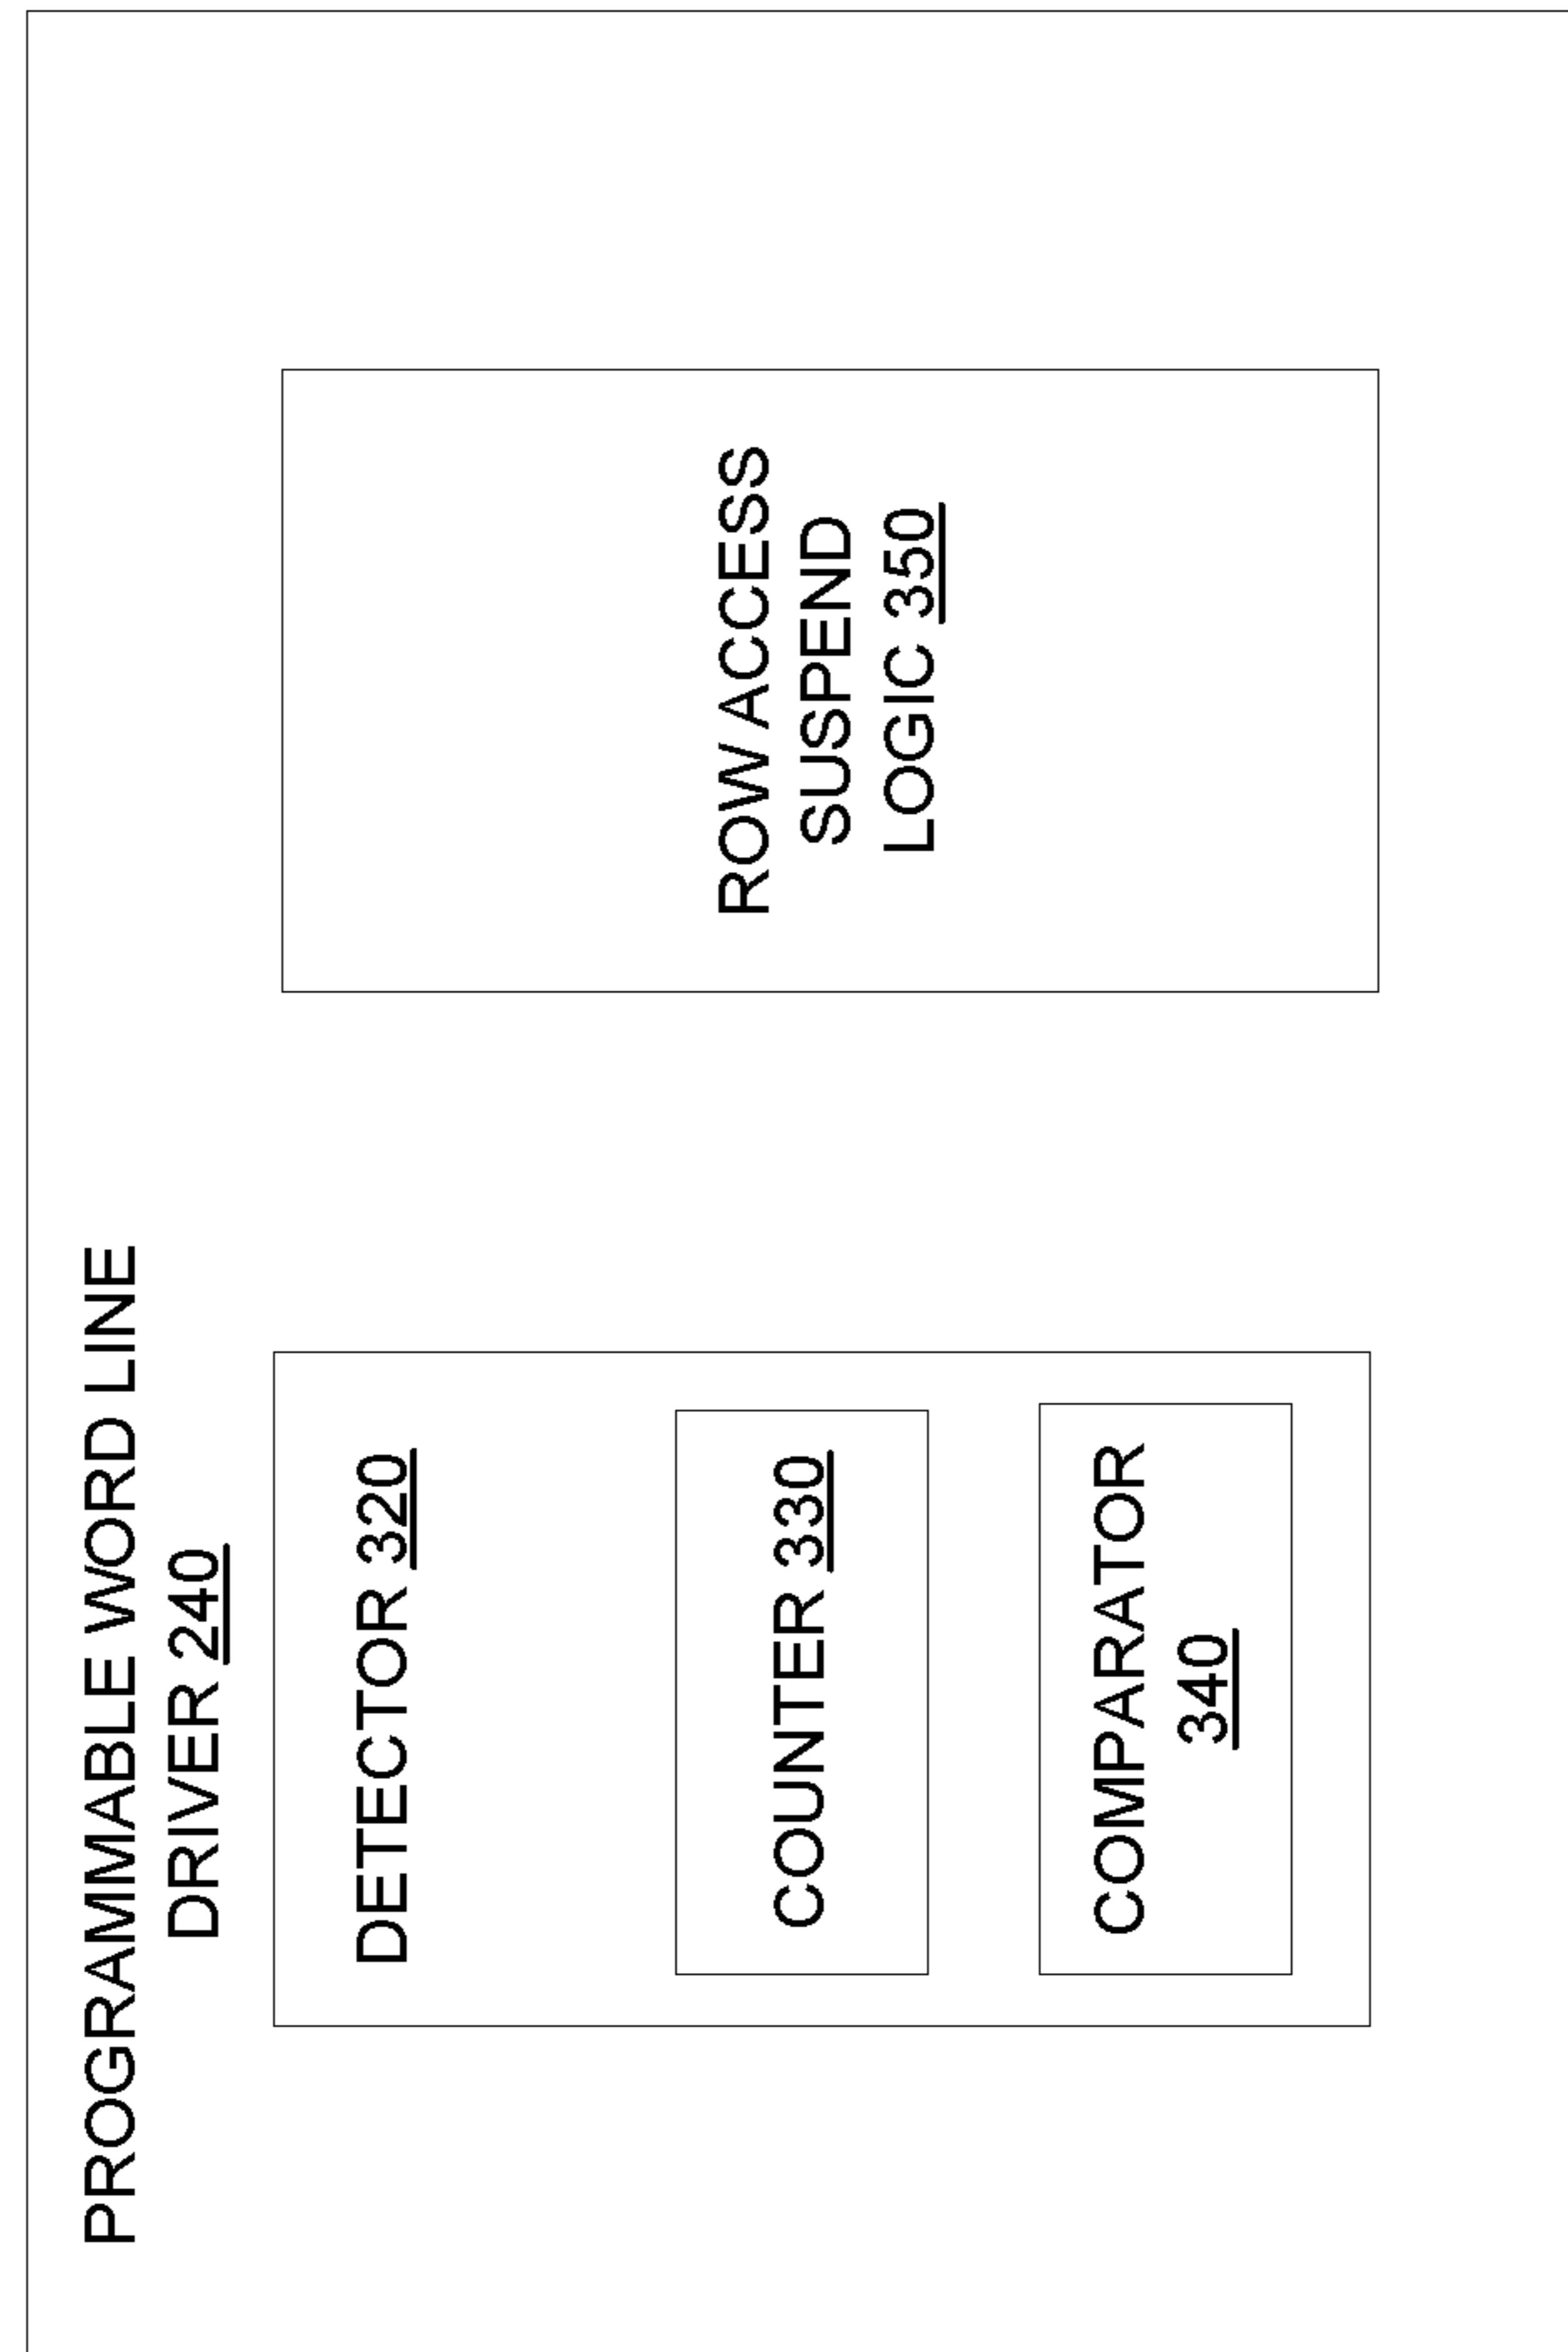 PROGRAMMABLE WORD LINE
DRIVER 240
DETECTOR 320
COUNTER 330
COMPARATOR
340
ROW ACCESS
SUSPEND
LOGIC 350